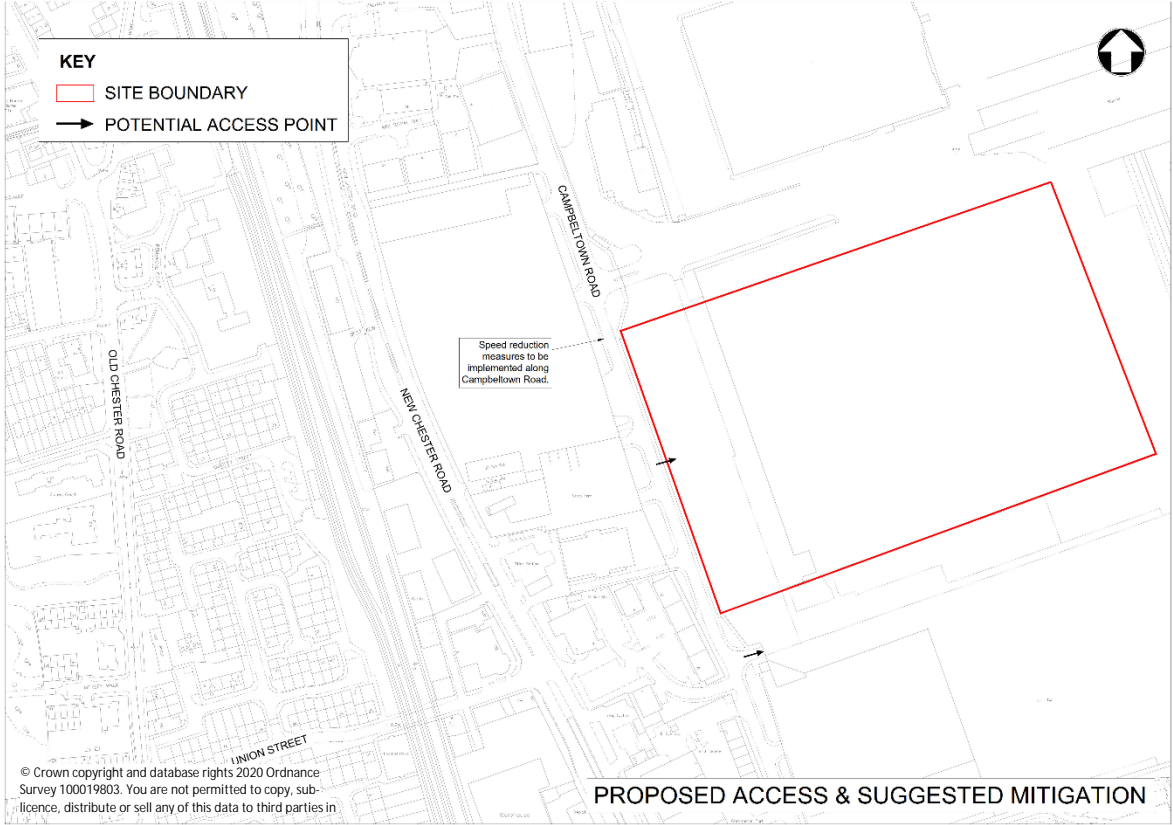 KEY
SITE BOUNDARY
POTENTIAL ACCESS POINT
CAMPBELTOWN ROAD
Speed reduction
measures to be
implemented along
Campbeltown Road.
OLD CHESTER ROAD
NEW CHESTER ROAD
UNION STREET
© Crown copyright and database rights 2020 Ordnance
Survey 100019803. You are not permitted to copy, sub-
licence, distribute or sell any of this data to third parties in
PROPOSED ACCESS & SUGGESTED MITIGATION